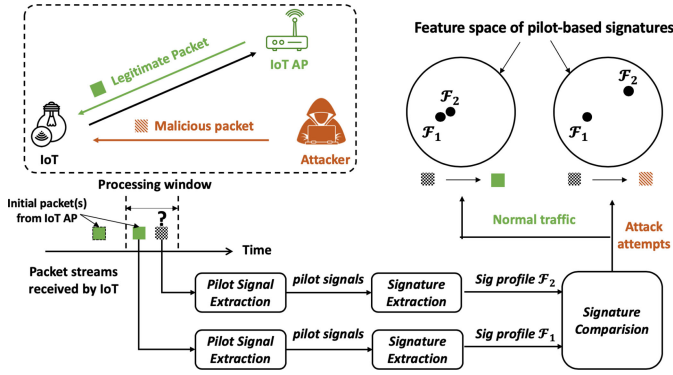 Feature space of pilot-based signatures
Legitimate Packet
IoT AP
Malicious packet
IoT
Attacker
ℱ₂
ℱ₁
ℱ₂
ℱ₁
Processing window
Initial packet(s)
from IoT AP
?
Time
Packet streams
received by IoT
Normal traffic
Attack
attempts
Pilot Signal
Extraction
pilot signals
Signature
Extraction
Sig profile ℱ₂
Pilot Signal
Extraction
pilot signals
Signature
Extraction
Sig profile ℱ₁
Signature
Comparision